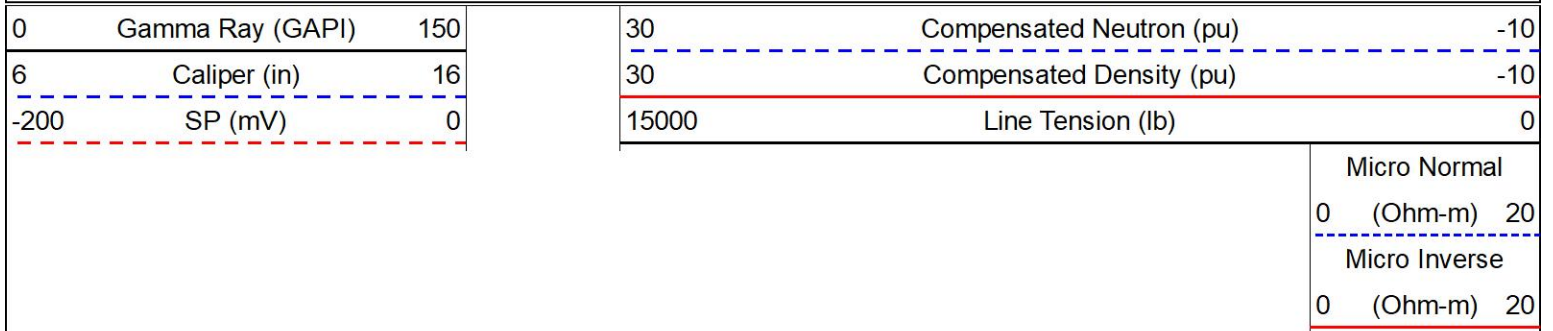 0 Gamma Ray (GAPI) 150
30 Compensated Neutron (pu) -10
6 Caliper (in) 16
30 Compensated Density (pu) -10
-200 SP (mV) 0
15000 Line Tension (lb) 0
Micro Normal
0 (Ohm-m) 20
Micro Inverse
0 (Ohm-m) 20